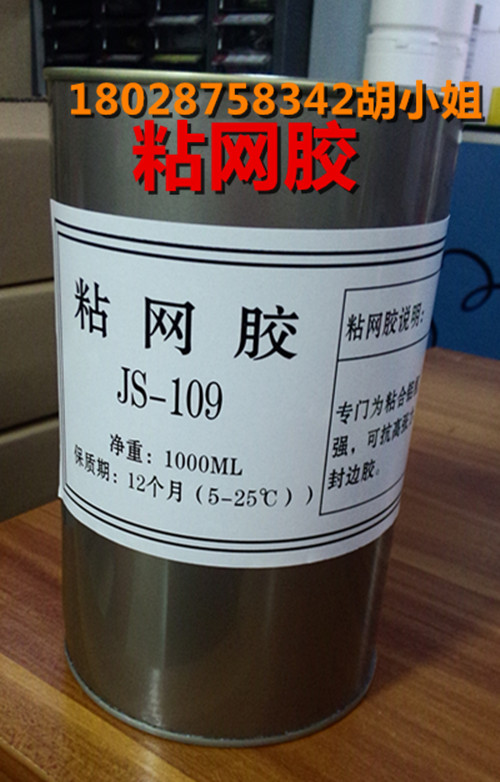 18028758342胡小姐
粘网胶
粘网胶
JS-109
净重：1000ML
保质期：12个月（5-25℃））
粘网胶说明：
专门为粘合铝
强，可抗高
封边胶。